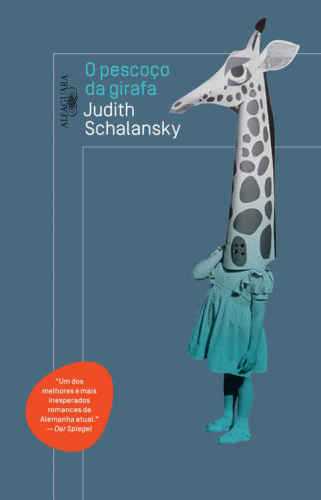 O pescoço
da girafa
Judith
Schalansky
ALFAGUARA
"Um dos
melhores e mais
inesperados
romances da
Alemanha atual."
— Der Spiegel